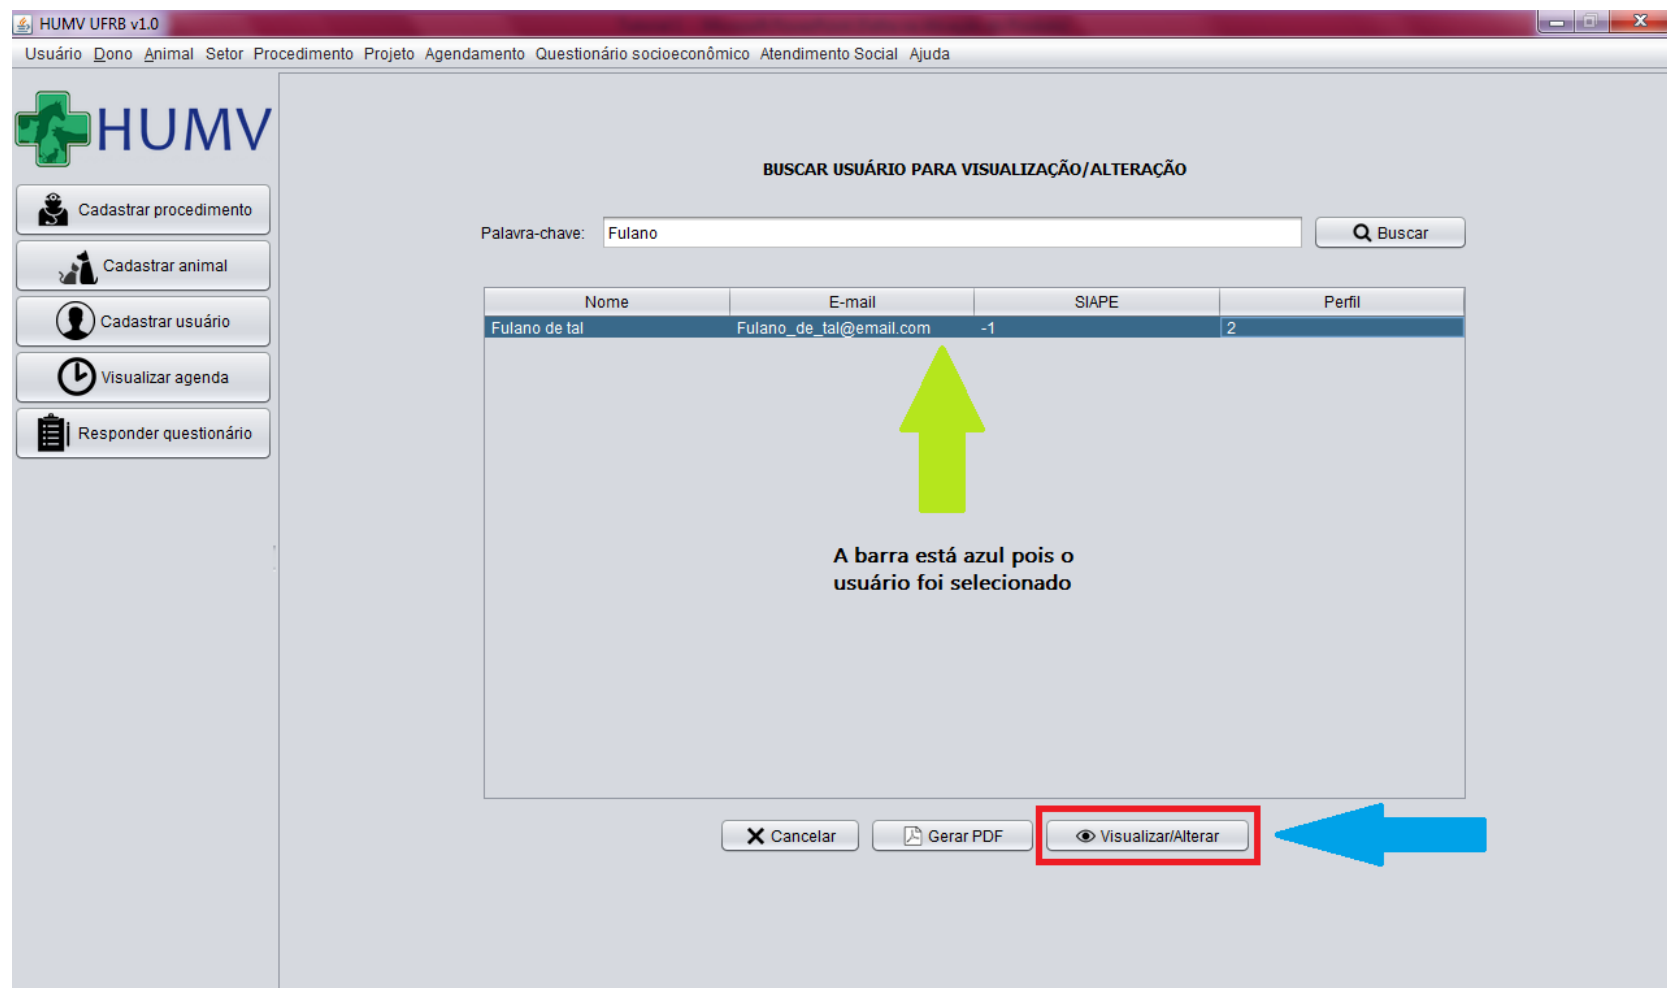 HUMV UFRB v1.0
Usuário Dono Animal Setor Procedimento Projeto Agendamento Questionário socioeconômico Atendimento Social Ajuda
HUMV
Cadastrar procedimento
Cadastrar animal
Cadastrar usuário
Visualizar agenda
Responder questionário
BUSCAR USUÁRIO PARA VISUALIZAÇÃO/ALTERAÇÃO
Palavra-chave: Fulano Buscar
Nome E-mail SIAPE Perfil
Fulano de tal Fulano_de_tal@email.com -1 2
A barra está azul pois o
usuário foi selecionado
Cancelar Gerar PDF Visualizar/Alterar